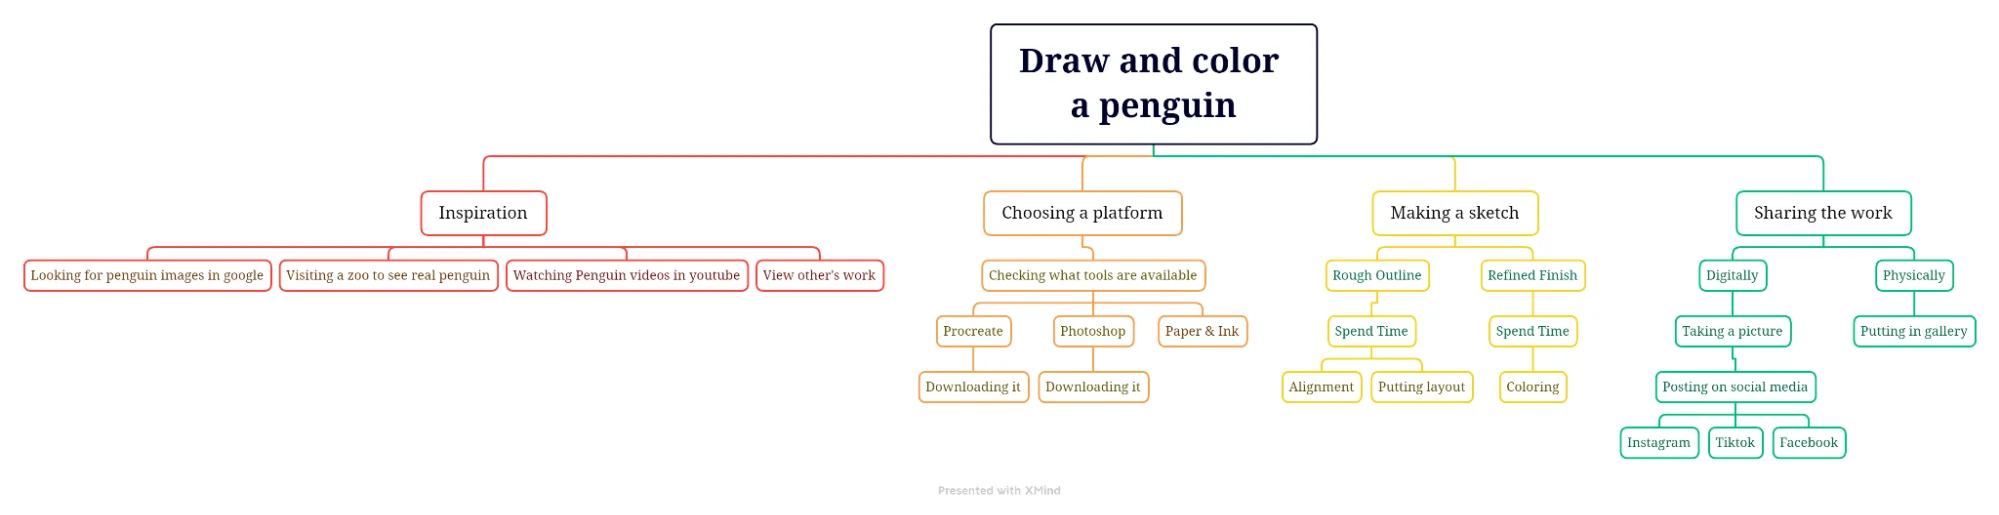 Draw and color
a penguin
Inspiration
Choosing a platform
Making a sketch
Sharing the work
Looking for penguin images in google
Visiting a zoo to see real penguin
Watching Penguin videos in youtube
View other's work
Checking what tools are available
Rough Outline
Refined Finish
Digitally
Physically
Procreate
Photoshop
Paper & Ink
Spend Time
Spend Time
Taking a picture
Putting in gallery
Downloading it
Downloading it
Alignment
Putting layout
Coloring
Posting on social media
Instagram
Tiktok
Facebook
Presented with XMind